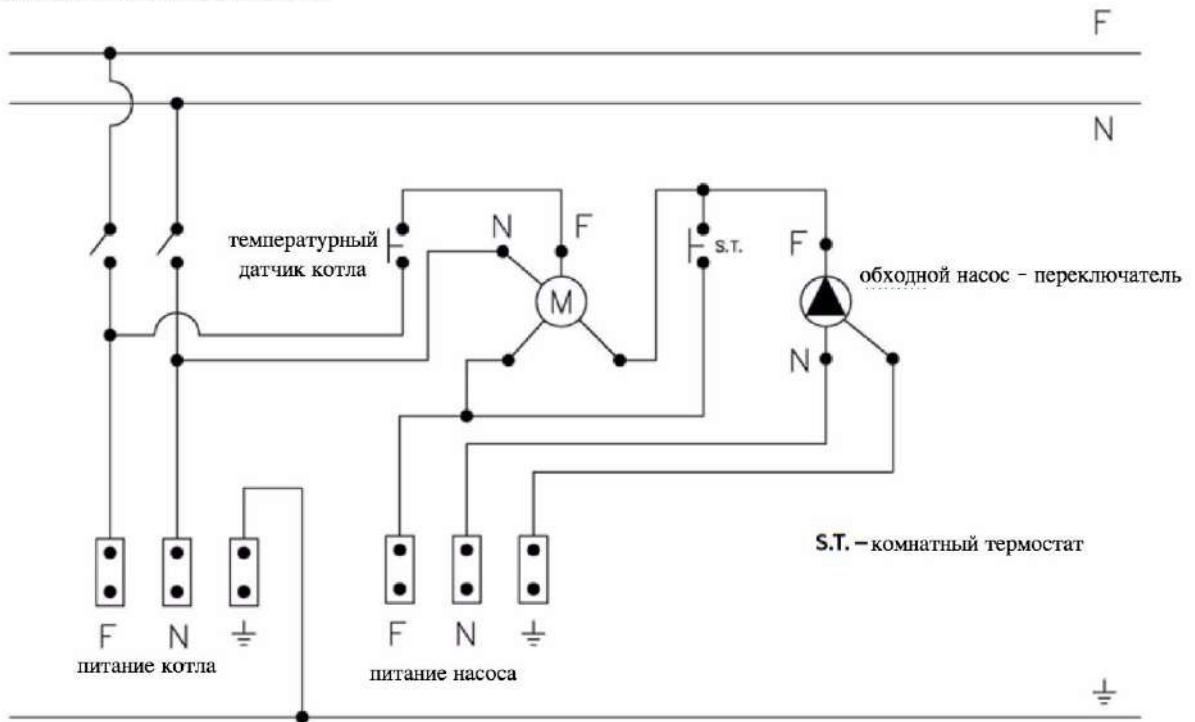 F
N
температурный
датчик котла
N
F
M
S.T.
F
обходной насос - переключатель
N
S.T. – комнатный термостат
F
N
питание котла
F
N
питание насоса